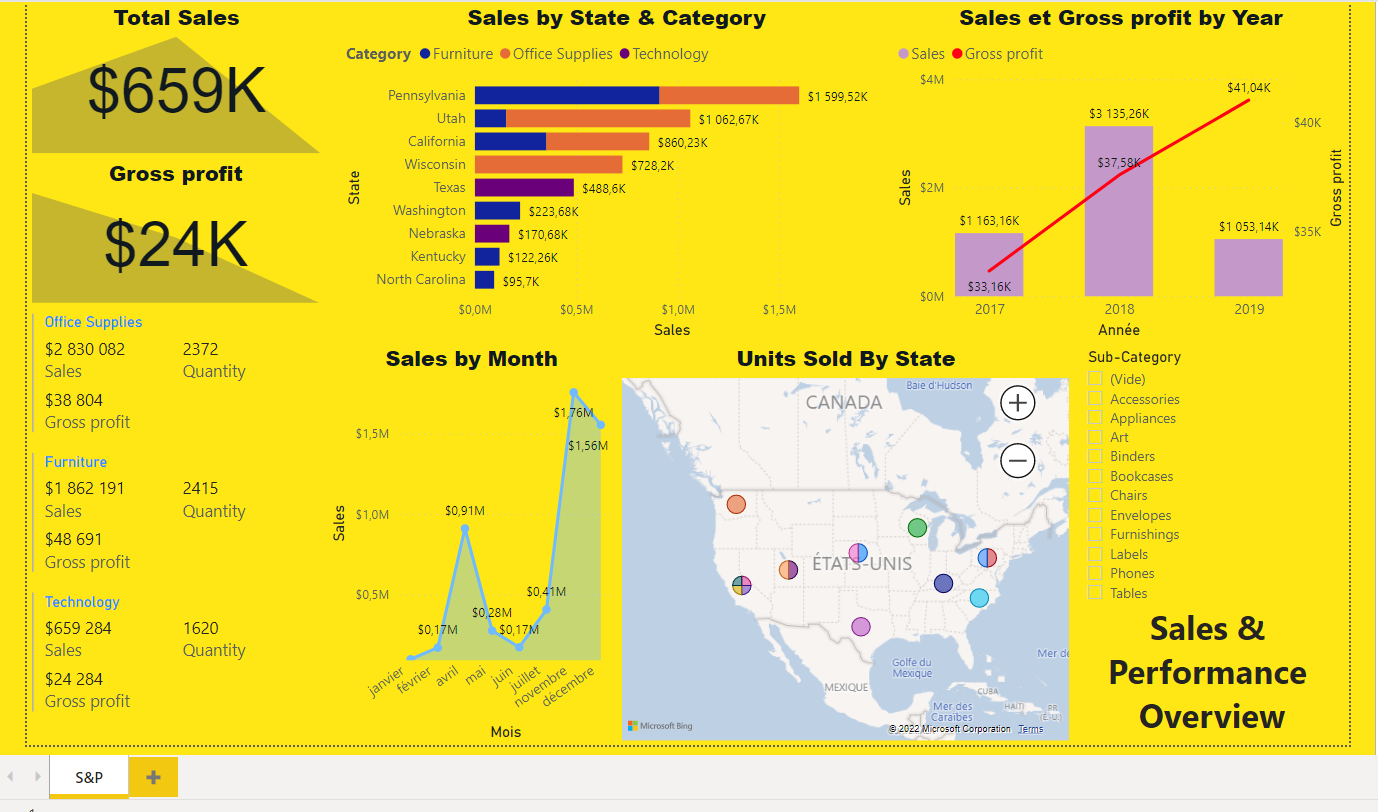 Total Sales
$659K
Gross profit
$24K
Office Supplies
$2 830 082 2372
Sales Quantity
$38 804
Gross profit
Furniture
$1 862 191 2415
Sales Quantity
$48 691
Gross profit
Technology
$659 284 1620
Sales Quantity
$24 284
Gross profit
Sales by State & Category
Category Furniture Office Supplies Technology
State
Pennsylvania $1 599,52K
Utah $1 062,67K
California $860,23K
Wisconsin $728,2K
Texas $488,6K
Washington $223,68K
Nebraska $170,68K
Kentucky $122,26K
North Carolina $95,7K
$0,0M $0,5M $1,0M $1,5M
Sales
Sales et Gross profit by Year
Sales Gross profit
Sales
$4M
$2M
$0M
$1 163,16K
$3 135,26K
$1 053,14K
$33,16K
$37,58K
$41,04K
$40K
$35K
Gross profit
2017 2018 2019
Année
Sales by Month
Sales
$1,5M
$1,0M
$0,5M
$0,17M
$0,91M
$0,28M
$0,17M
$0,41M
$1,76M
$1,56M
janvier
février
avril
mai
juin
juillet
novembre
décembre
Mois
Units Sold By State
Baie d'Hudson
CANADA
ÉTATS-UNIS
Golfe du
Mexique
MEXIQUE
CUBA
HAÏTI
PR
(É.-U.)
Mer des
Caraïbes
Mer de
Microsoft Bing
© 2022 Microsoft Corporation Terms
Sub-Category
(Vide)
Accessories
Appliances
Art
Binders
Bookcases
Chairs
Envelopes
Furnishings
Labels
Phones
Tables
Sales &
Performance
Overview
S&P